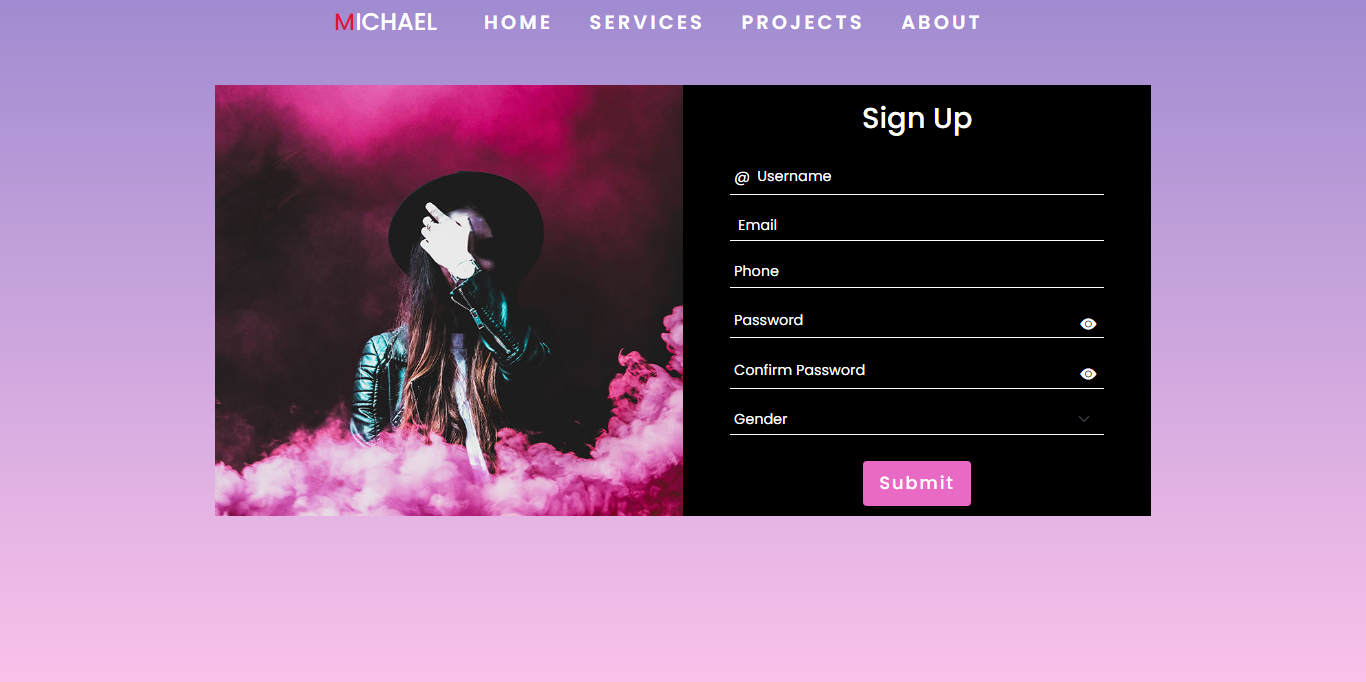 MICHAEL HOME SERVICES PROJECTS ABOUT
Sign Up
@ Username
Email
Phone
Password
Confirm Password
Gender
Submit